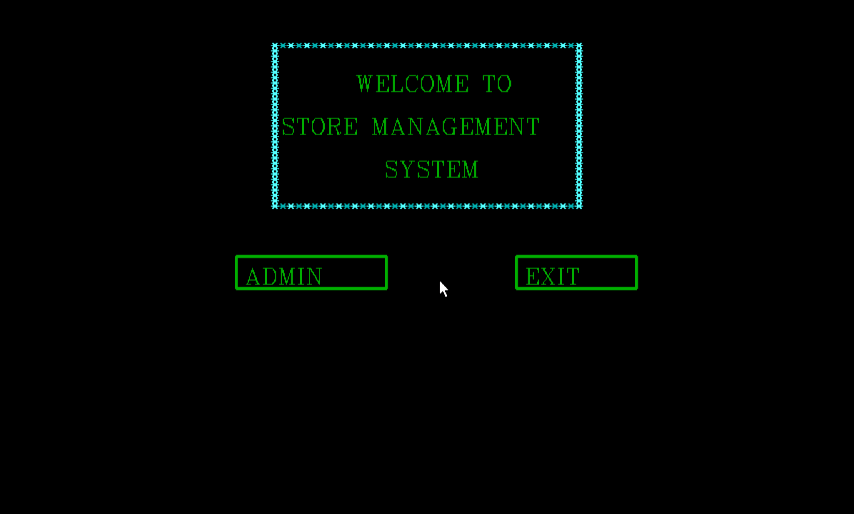 WELCOME TO
STORE MANAGEMENT
SYSTEM
ADMIN
EXIT